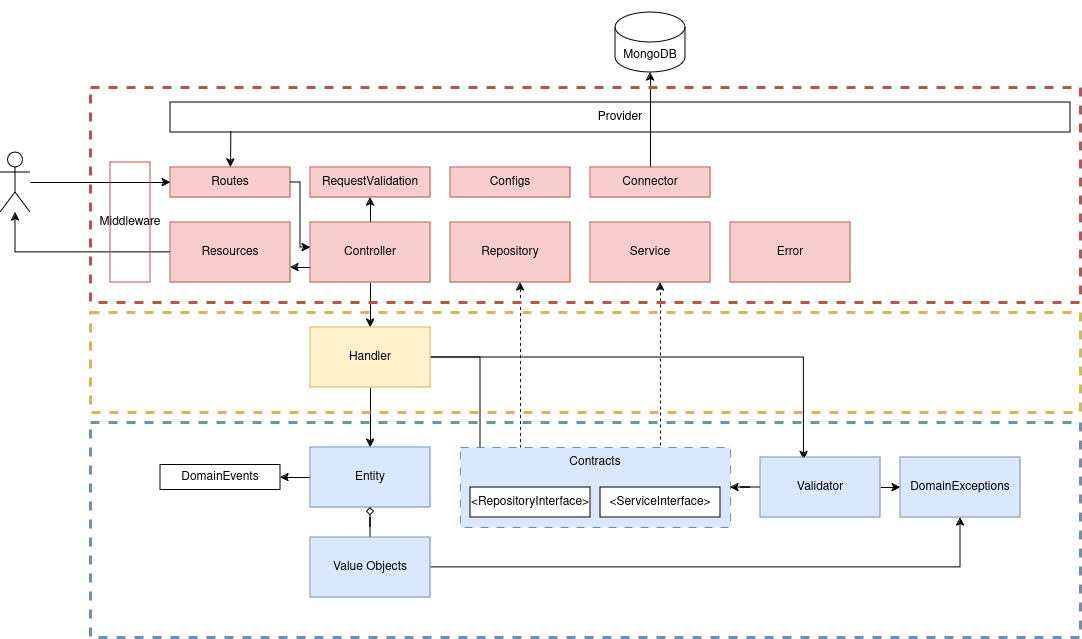 MongoDB
Provider
Routes
RequestValidation
Configs
Connector
Middleware
Resources
Controller
Repository
Service
Error
Handler
Entity
DomainEvents
Contracts
<RepositoryInterface>
<ServiceInterface>
Validator
DomainExceptions
Value Objects